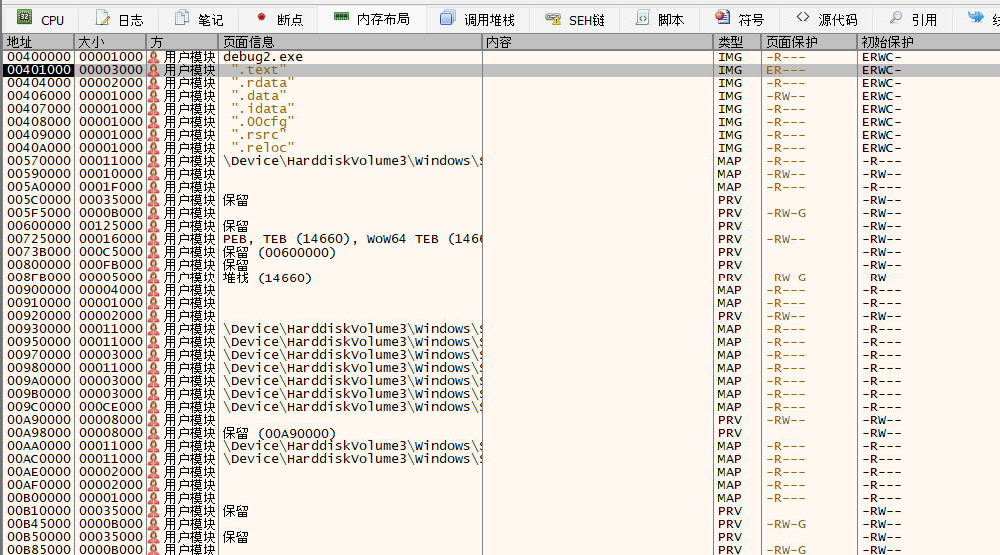 CPU 日志 笔记 断点 内存布局 调用堆栈 SEH链 脚本 符号 源代码 引用
地址 大小 方 页面信息 内容 类型 页面保护 初始保护
00400000 00001000 用户模块 debug2.exe IMG -R--- ERWC-
00401000 00003000 用户模块 ".text" IMG ER--- ERWC-
00404000 00002000 用户模块 ".rdata" IMG -R--- ERWC-
00406000 00001000 用户模块 ".data" IMG -RW-- ERWC-
00407000 00001000 用户模块 ".idata" IMG -R--- ERWC-
00408000 00001000 用户模块 ".00cfg" IMG -R--- ERWC-
00409000 00001000 用户模块 ".rsrc" IMG -R--- ERWC-
0040A000 00001000 用户模块 ".reloc" IMG -R--- ERWC-
00570000 00011000 用户模块 \Device\HarddiskVolume3\Windows\S MAP -R--- -R---
00590000 00010000 用户模块 MAP -RW-- -RW--
005A0000 0001F000 用户模块 MAP -R--- -R---
005C0000 00035000 用户模块 保留 PRV -RW--
005F5000 0000B000 用户模块 PRV -RW-G -RW--
00600000 00125000 用户模块 保留 PRV -RW--
00725000 00016000 用户模块 PEB, TEB (14660), WoW64 TEB (1466 PRV -RW-- -RW--
0073B000 000C5000 用户模块 保留 (00600000) PRV -RW--
00800000 000FB000 用户模块 保留 PRV -RW--
008FB000 00005000 用户模块 堆栈 (14660) PRV -RW-G -RW--
00900000 00004000 用户模块 MAP -R--- -R---
00910000 00001000 用户模块 MAP -R--- -R---
00920000 00002000 用户模块 PRV -RW-- -RW--
00930000 00011000 用户模块 \Device\HarddiskVolume3\Windows\S MAP -R--- -R---
00950000 00011000 用户模块 \Device\HarddiskVolume3\Windows\S MAP -R--- -R---
00970000 00003000 用户模块 \Device\HarddiskVolume3\Windows\S MAP -R--- -R---
00980000 00011000 用户模块 \Device\HarddiskVolume3\Windows\S MAP -R--- -R---
009A0000 00003000 用户模块 \Device\HarddiskVolume3\Windows\S MAP -R--- -R---
009B0000 00003000 用户模块 \Device\HarddiskVolume3\Windows\S MAP -R--- -R---
009C0000 000CE000 用户模块 \Device\HarddiskVolume3\Windows\S MAP -R--- -R---
00A90000 00008000 用户模块 PRV -RW-- -RW--
00A98000 00008000 用户模块 保留 (00A90000) PRV -RW--
00AA0000 00011000 用户模块 \Device\HarddiskVolume3\Windows\S MAP -R--- -R---
00AC0000 00011000 用户模块 \Device\HarddiskVolume3\Windows\S MAP -R--- -R---
00AE0000 00002000 用户模块 MAP -R--- -R---
00AF0000 00002000 用户模块 MAP -R--- -R---
00B00000 00001000 用户模块 MAP -R--- -R---
00B10000 00035000 用户模块 保留 PRV -RW--
00B45000 0000B000 用户模块 PRV -RW-G -RW--
00B50000 00035000 用户模块 保留 PRV -RW--
00B85000 0000B000 用户模块 PRV -RW-G -RW--